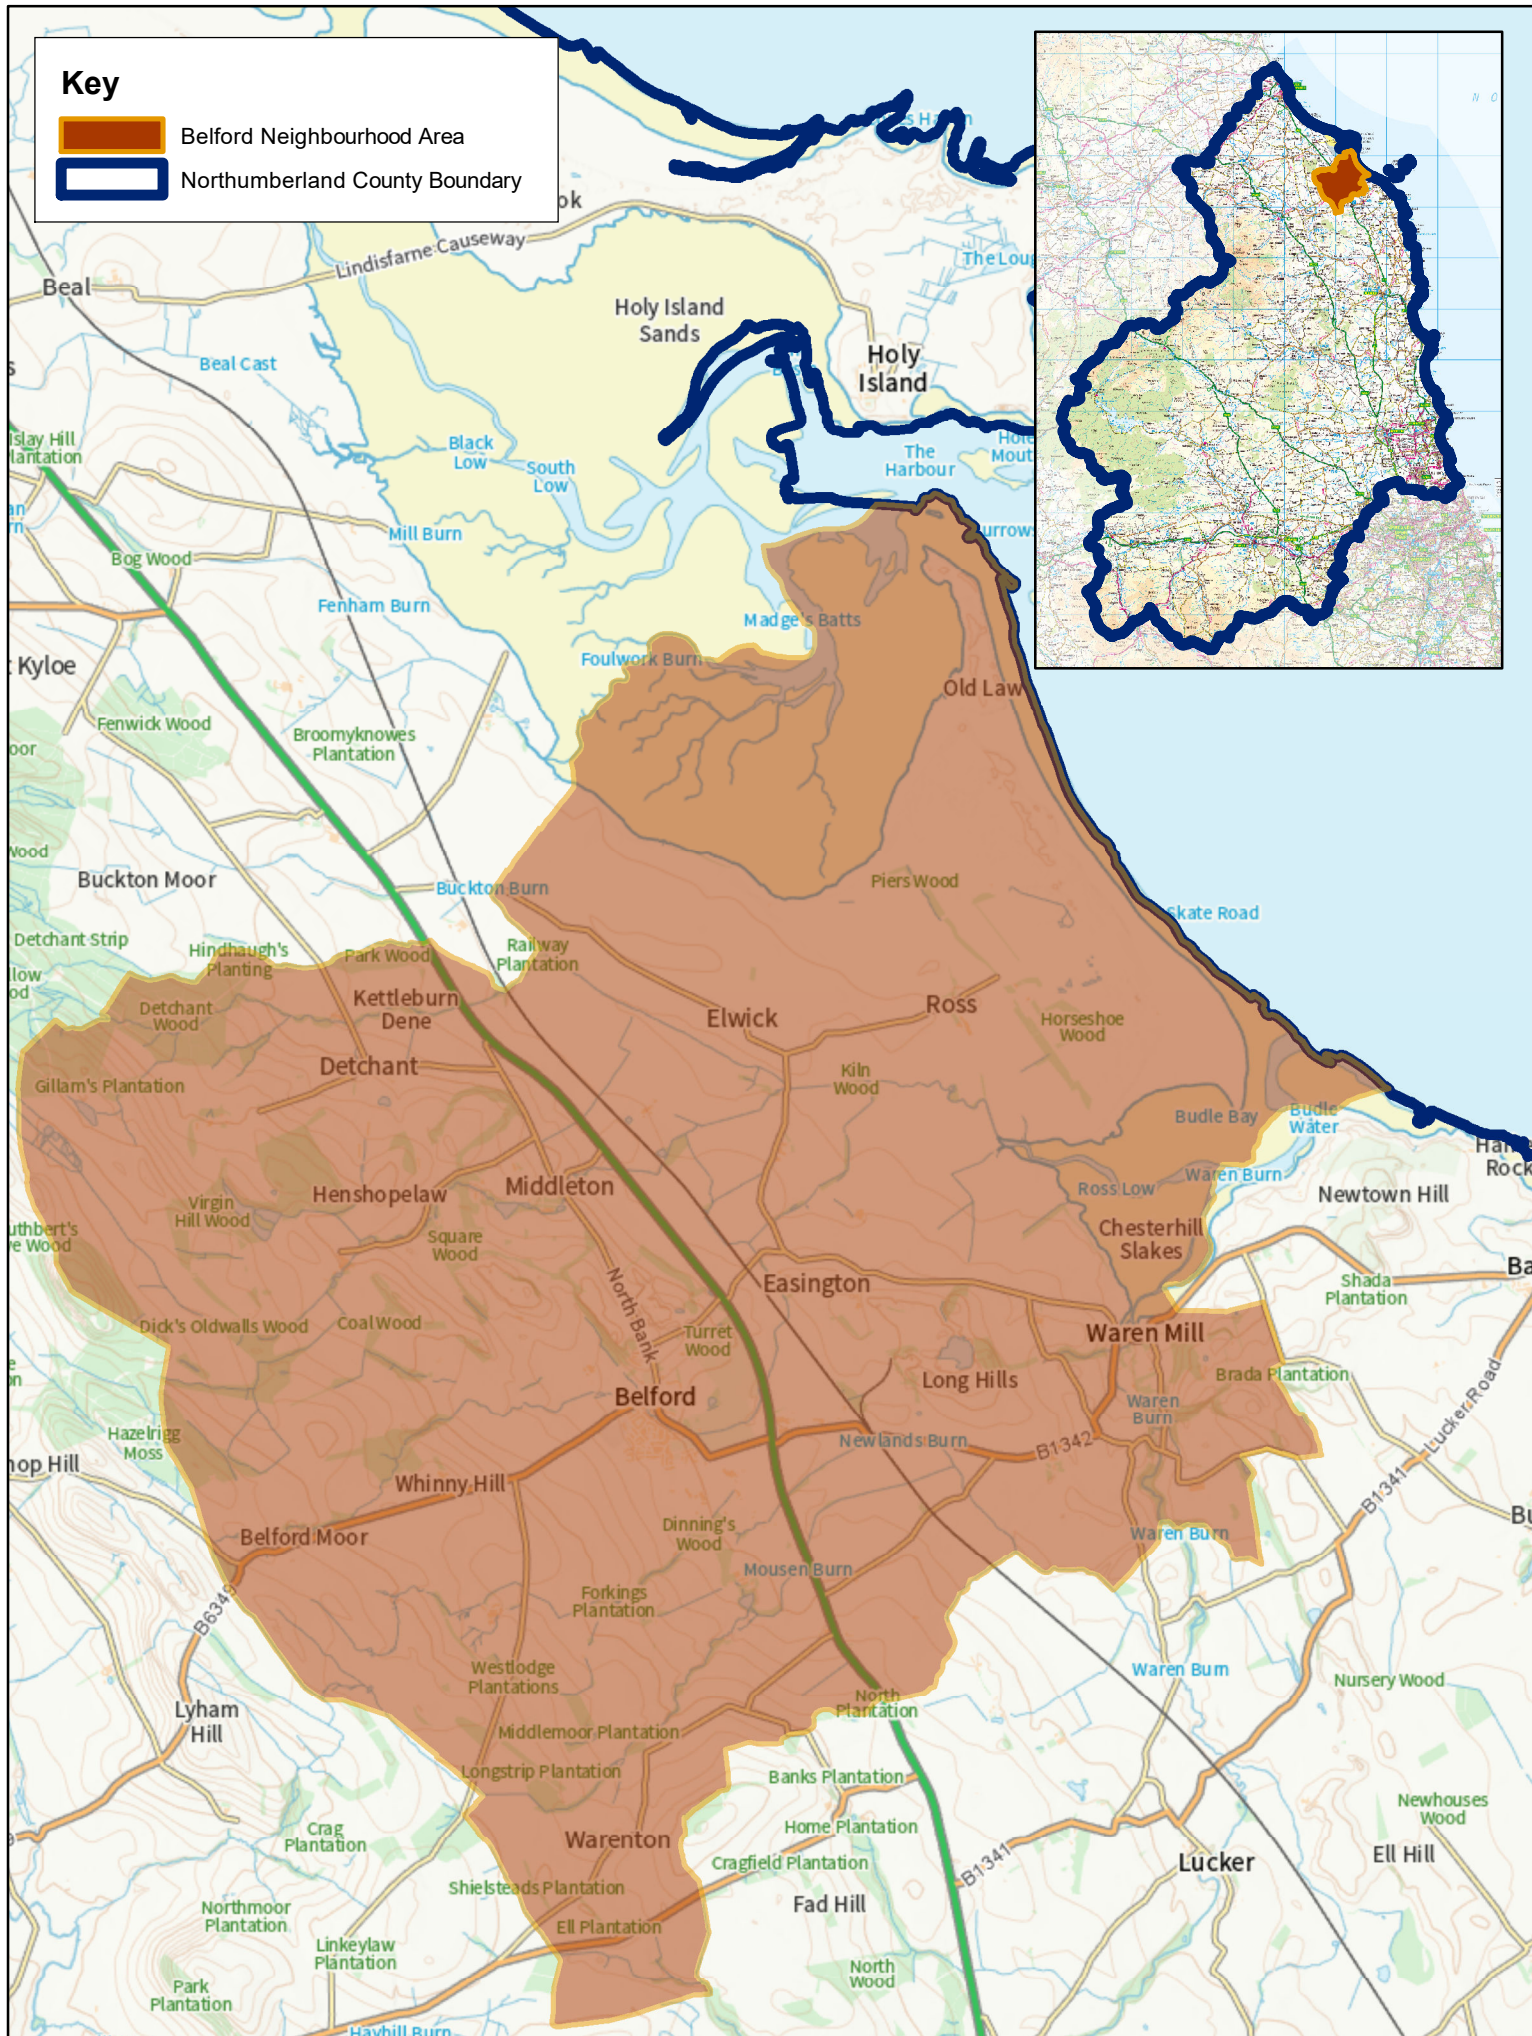 Key
Belford Neighbourhood Area
Northumberland County Boundary
N O
Lindisfarne Causeway
Beal
The Lou
Holy Island
Sands
Beal Cast
Holy
Island
Islay Hill
Plantation
Black
Low
South
Low
The
Harbour
Hole
Mout
Mill Burn
Bog Wood
Fenham Burn
Madge's Batts
Foulwork Burn
Kyloe
Old Law
Fenwick Wood
Broomyknowes
Plantation
Buckton Moor
Buckton Burn
Piers Wood
Skate Road
Detchant Strip
Hindhaugh's
Planting
Park Wood
Railway
Plantation
Detchant
Wood
Kettleburn
Dene
Elwick
Ross
Horseshoe
Wood
Detchant
Gillam's Plantation
Kiln
Wood
Budle Bay
Budle
Water
Rock
Henshopelaw
Middleton
Virgin
Hill Wood
Square
Wood
Ross Low
Waren Burn
Newtown Hill
Chesterhill
Slakes
Easington
North Bank
Shada
Plantation
Dick's Oldwalls Wood
Coal Wood
Turret
Wood
Waren Mill
Belford
Long Hills
Brada Plantation
Waren
Burn
Lucker Road
Hazelrigg
Moss
Newlands Burn
B1342
hop Hill
Whinny Hill
B1341
Belford Moor
Dinning's
Wood
Waren Burn
Mousen Burn
B6349
Forkings
Plantation
Westlodge
Plantations
Waren Burn
Nursery Wood
Lyham
Hill
North
Plantation
Middlemoor Plantation
Longstrip Plantation
Banks Plantation
Newhouses
Wood
Crag
Plantation
Home Plantation
Warenton
Cragfield Plantation
B1341
Lucker
Ell Hill
Shielsteads Plantation
Fad Hill
Northmoor
Plantation
Ell Plantation
Linkeylaw
Plantation
North
Wood
Park
Plantation
Hayhill Burn